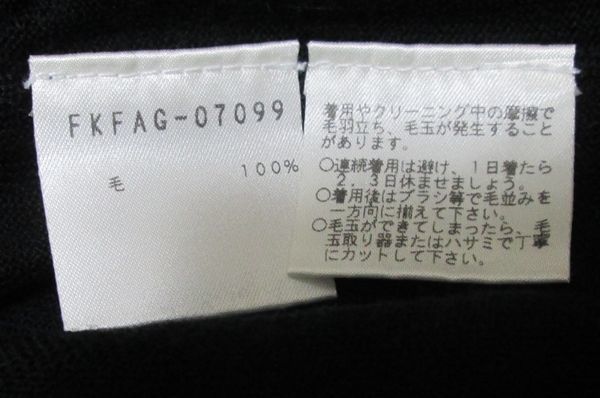 FKFAG-07099
毛 100%
着用やクリーニング中の摩擦で
毛羽立ち、毛玉が発生すること
があります。
○連続着用は避け、1日着たら
2.3日休ませましょう。
○着用後はブラシ等で毛並みを
一方向に揃えて下さい。
○毛玉ができてしまったら、毛
玉取り器またはハサミで丁寧
にカットして下さい。